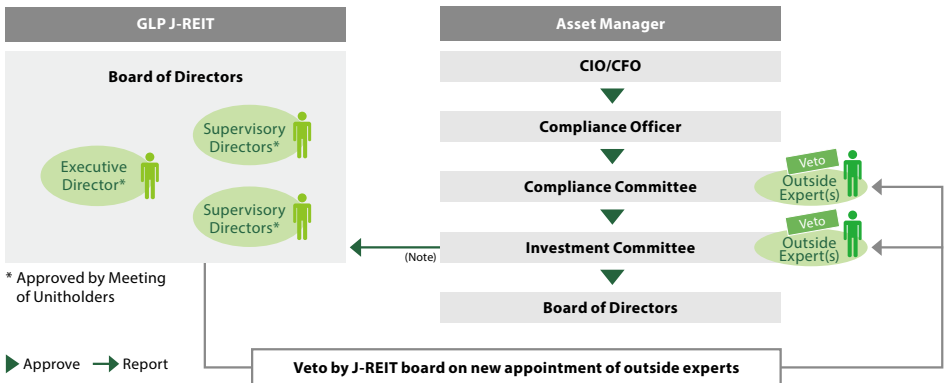 GLP J-REIT
Board of Directors
Executive
Director*
Supervisory
Directors*
Supervisory
Directors*
* Approved by Meeting
of Unitholders
Approve
Report
Asset Manager
CIO/CFO
Compliance Officer
Compliance Committee
Veto
Outside
Expert(s)
(Note)
Investment Committee
Veto
Outside
Expert(s)
Board of Directors
Veto by J-REIT board on new appointment of outside experts